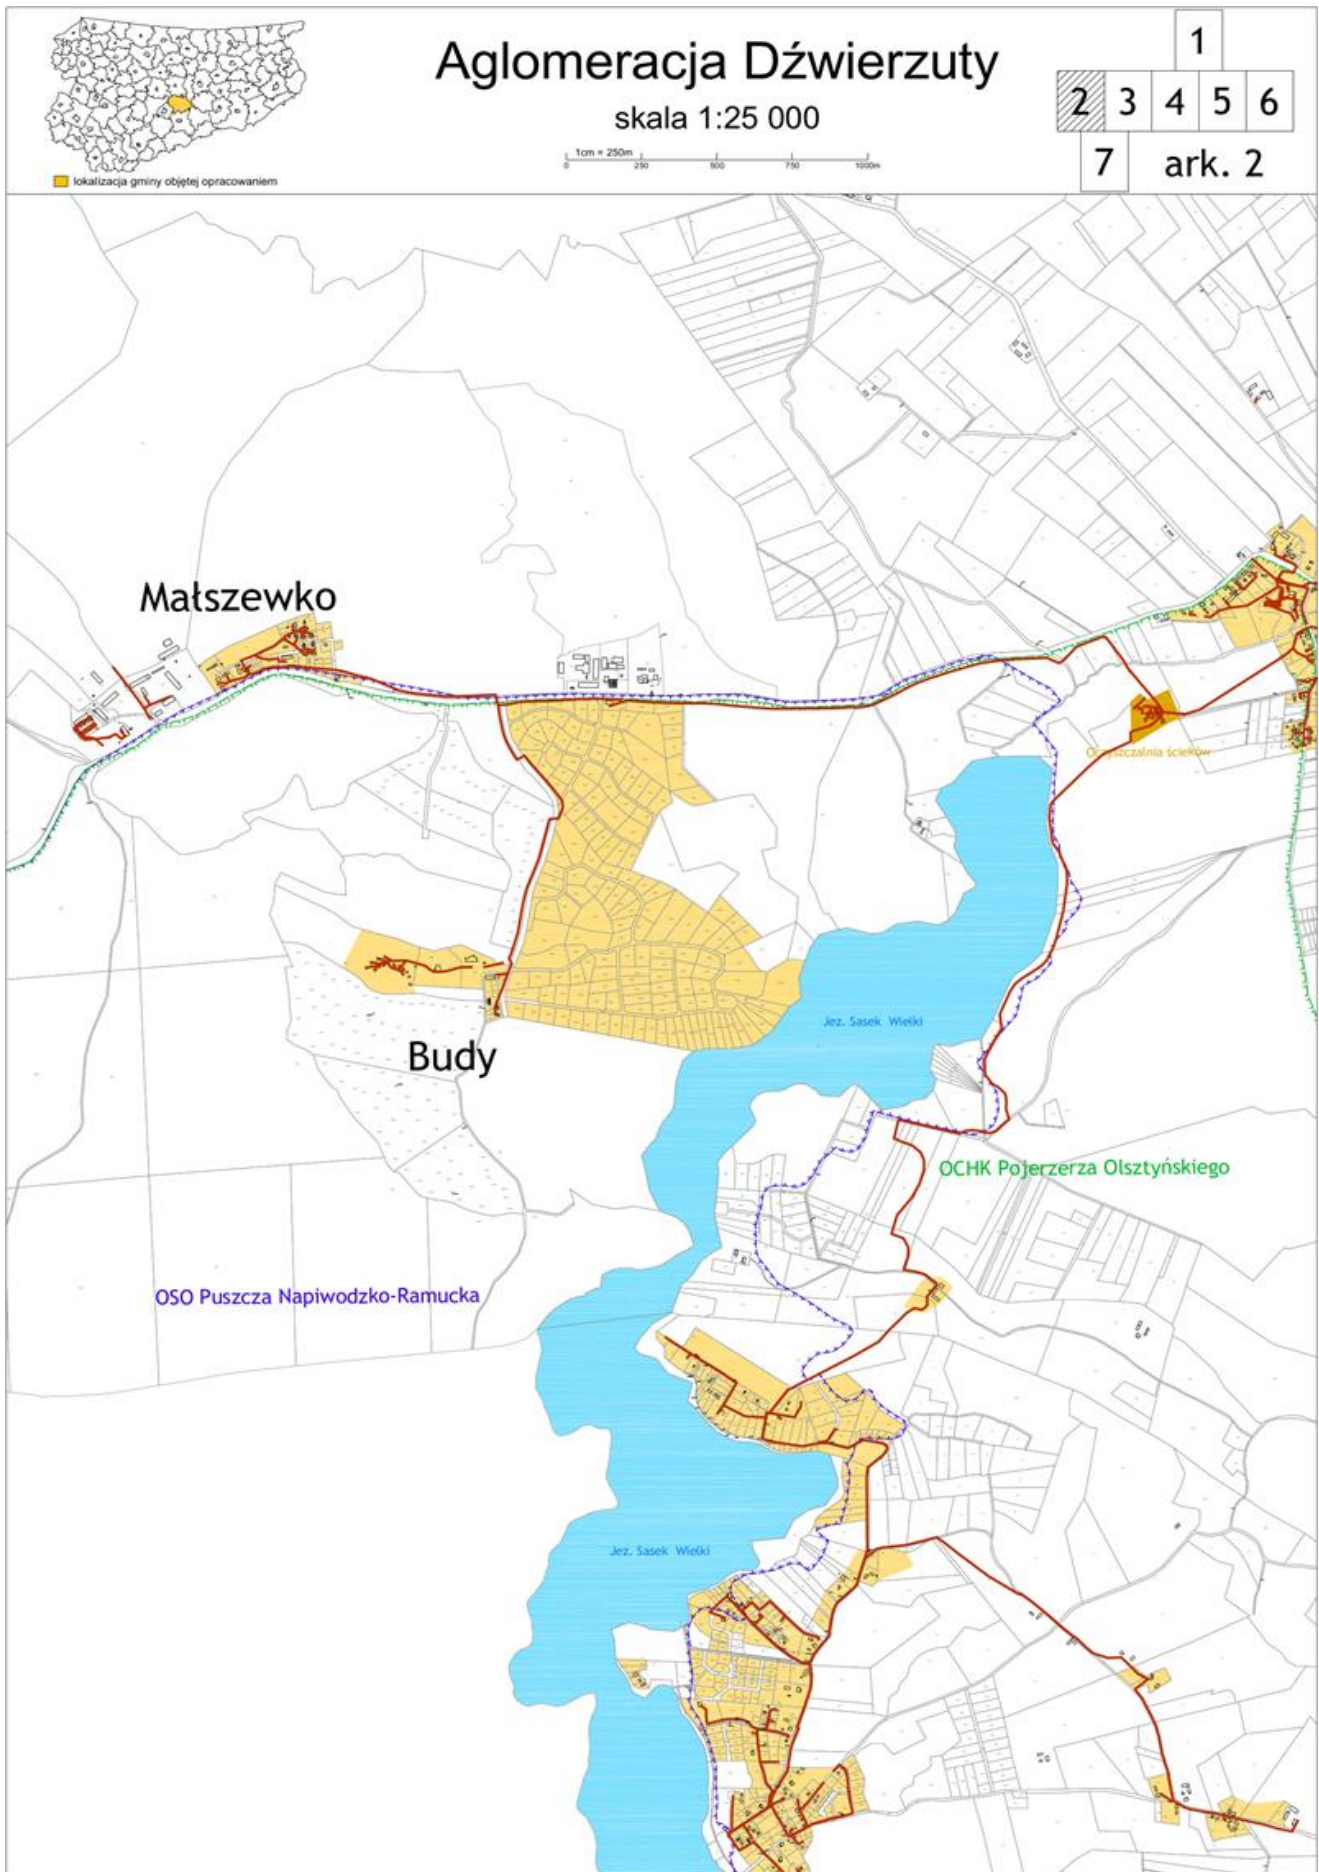 Aglomeracja Dźwierzuty
skala 1:25 000
1cm = 250m
0 250 500 750 1000m
lokalizacja gminy objętej opracowaniem
1
2 3 4 5 6
7 ark. 2
Małszewko
Oczyszczalnia ścieków
Jez. Sasek Wielki
Budy
OCHK Pojerzerza Olsztyńskiego
OSO Puszcza Napiwodzko-Ramucka
Jez. Sasek Wielki